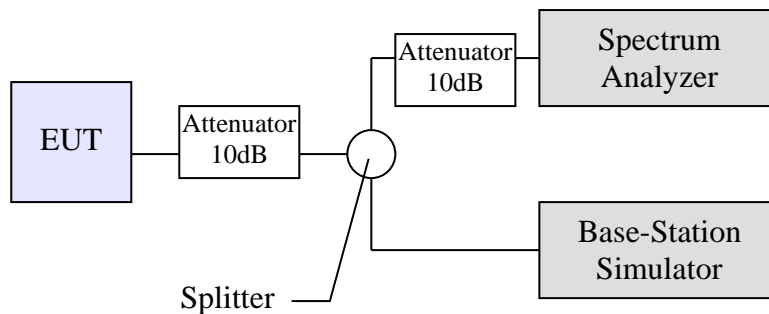 Spectrum
Analyzer
Attenuator
10dB
EUT
Attenuator
10dB
Base-Station
Simulator
Splitter